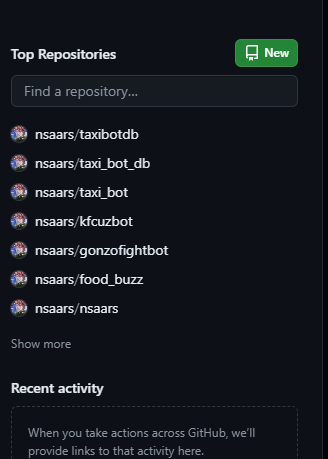 Top Repositories
New
Find a repository...
nsaars/taxibotdb
nsaars/taxi_bot_db
nsaars/taxi_bot
nsaars/kfcuzbot
nsaars/gonzofightbot
nsaars/food_buzz
nsaars/nsaars
Show more
Recent activity
When you take actions across GitHub, we'll
provide links to that activity here.